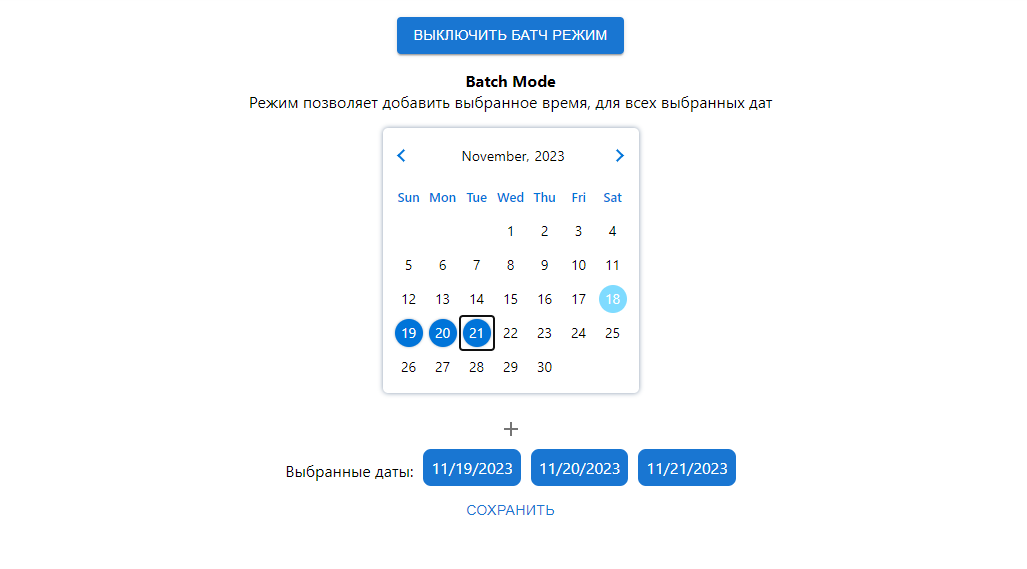 ВЫКЛЮЧИТЬ БАТЧ РЕЖИМ
Batch Mode
Режим позволяет добавить выбранное время, для всех выбранных дат
November, 2023
Sun Mon Tue Wed Thu Fri Sat
1 2 3 4
5 6 7 8 9 10 11
12 13 14 15 16 17 18
19 20 21 22 23 24 25
26 27 28 29 30
+
Выбранные даты: 11/19/2023 11/20/2023 11/21/2023
СОХРАНИТЬ